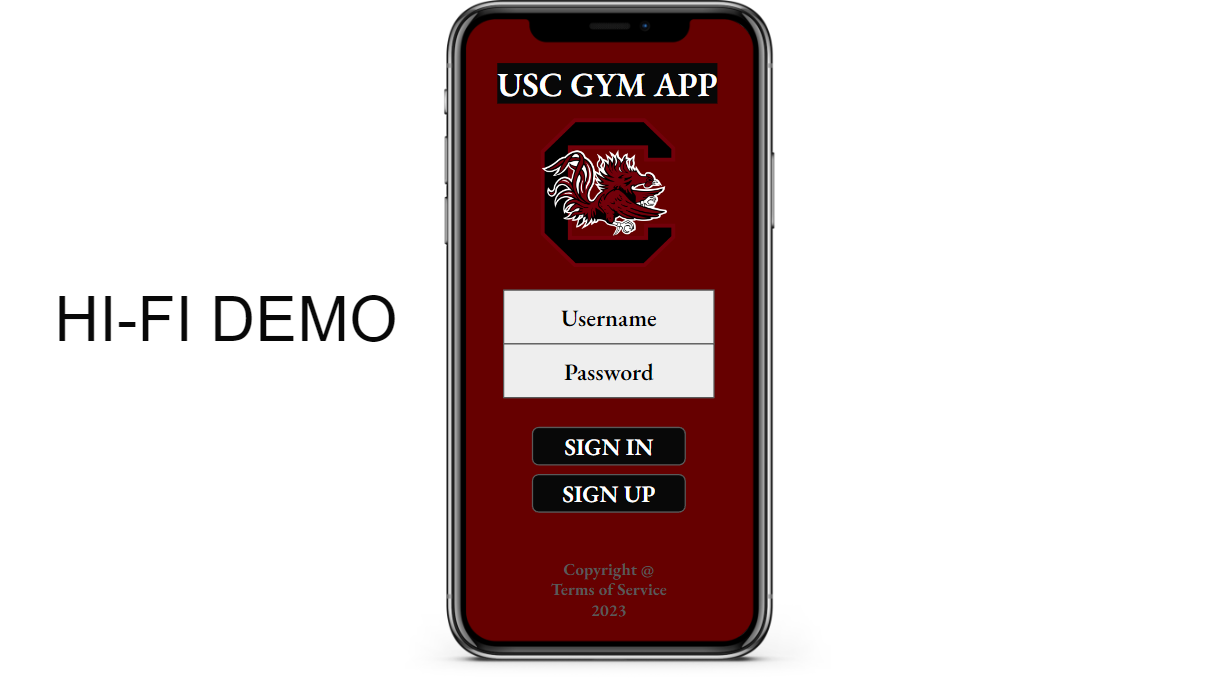 HI-FI DEMO
USC GYM APP
Username
Password
SIGN IN
SIGN UP
Copyright @
Terms of Service
2023